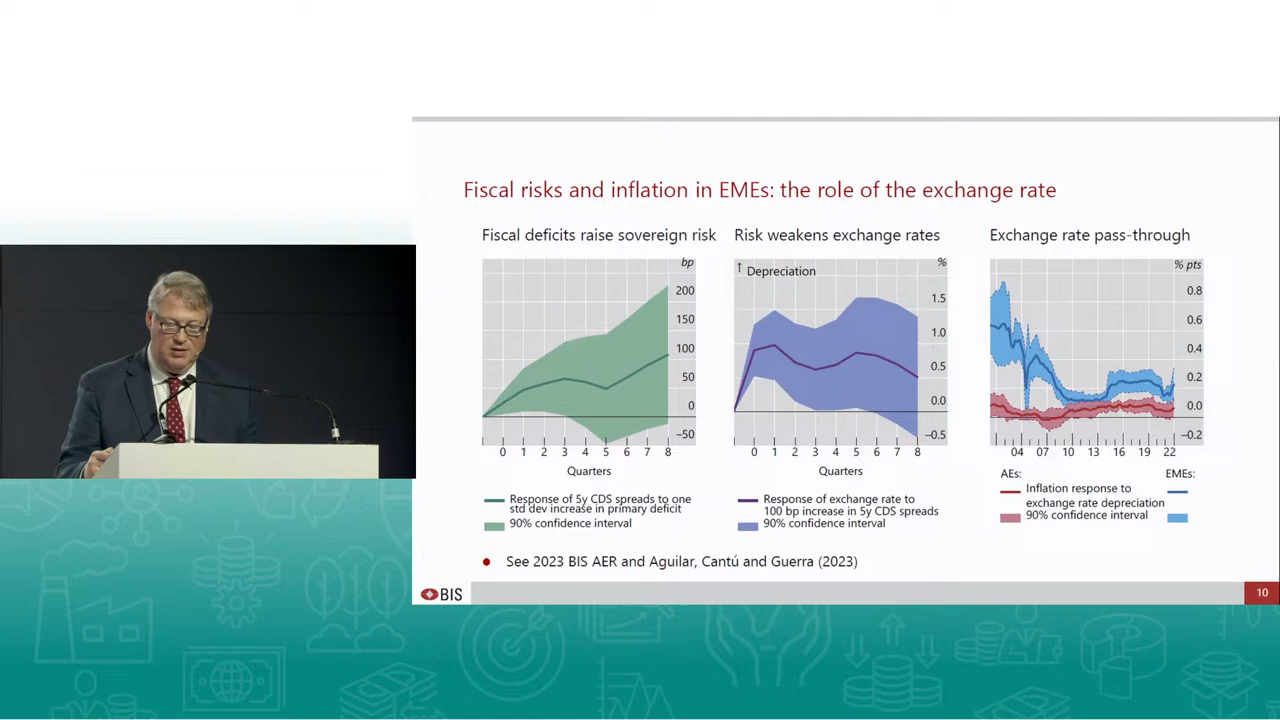 Fiscal risks and inflation in EMEs: the role of the exchange rate
Fiscal deficits raise sovereign risk
bp
200
150
100
50
0
−50
0 1 2 3 4 5 6 7 8
Quarters
Response of 5y CDS spreads to one
std dev increase in primary deficit
90% confidence interval
Risk weakens exchange rates
%
↑ Depreciation
1.5
1.0
0.5
0.0
−0.5
0 1 2 3 4 5 6 7 8
Quarters
Response of exchange rate to
100 bp increase in 5y CDS spreads
90% confidence interval
Exchange rate pass-through
% pts
0.8
0.6
0.4
0.2
0.0
−0.2
04 07 10 13 16 19 22
AEs: EMEs:
Inflation response to
exchange rate depreciation
90% confidence interval
See 2023 BIS AER and Aguilar, Cantú and Guerra (2023)
BIS
10